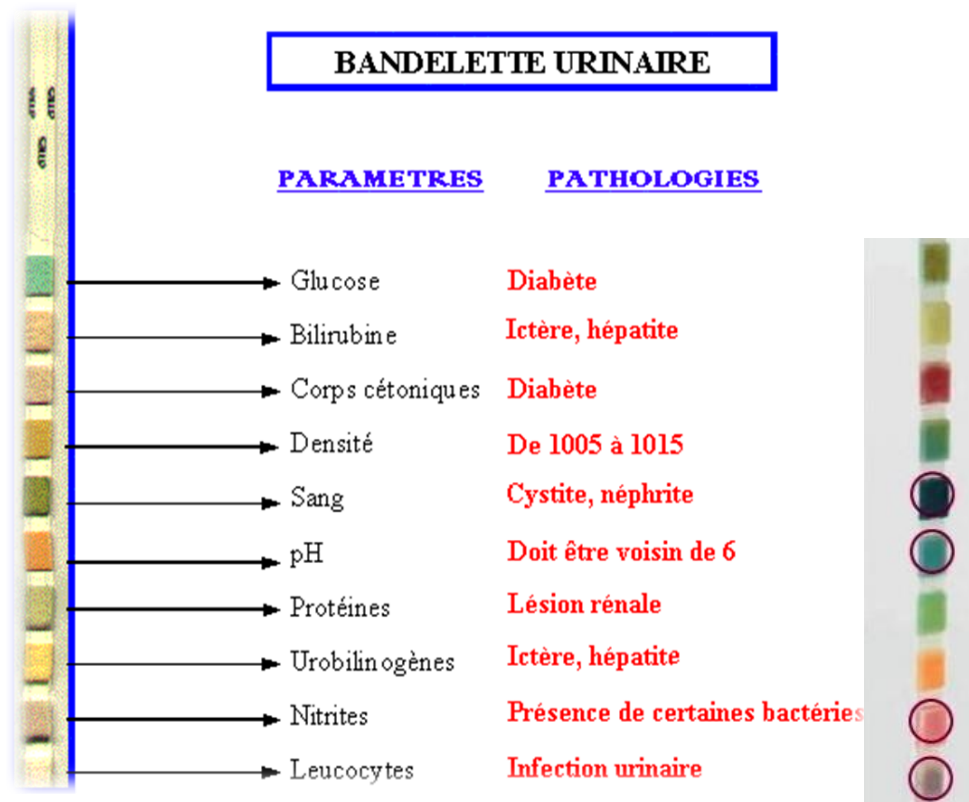 BANDELETTE URINAIRE
PARAMETRES PATHOLOGIES
Glucose Diabète
Bilirubine Ictère, hépatite
Corps cétoniques Diabète
Densité De 1005 à 1015
Sang Cystite, néphrite
pH Doit être voisin de 6
Protéines Lésion rénale
Urobilinogènes Ictère, hépatite
Nitrites Présence de certaines bactéries
Leucocytes Infection urinaire